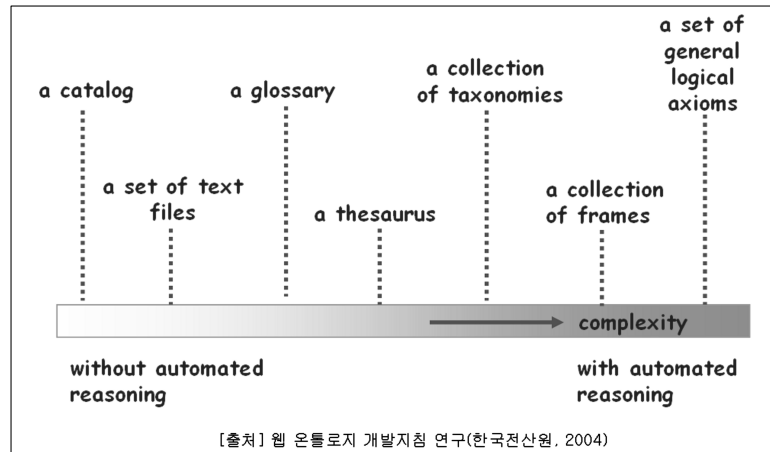 a catalog
a set of text
files
a glossary
a thesaurus
a collection
of taxonomies
a collection
of frames
a set of
general
logical
axioms
complexity
without automated
reasoning
with automated
reasoning
[출처] 웹 온톨로지 개발지침 연구(한국전산원, 2004)